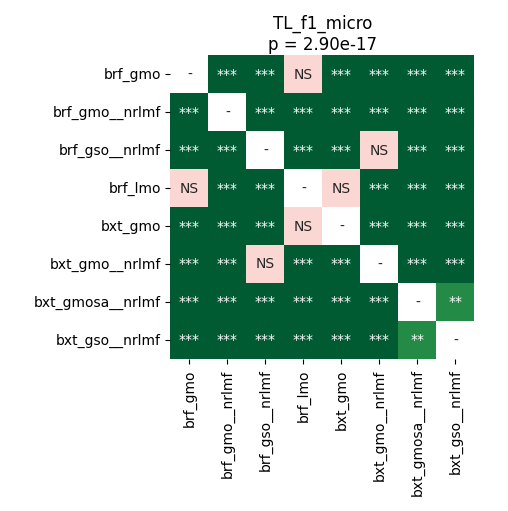 TL_f1_micro
p = 2.90e-17
brf_gmo - *** *** NS *** *** *** ***
brf_gmo__nrlmf *** - *** *** *** *** *** ***
brf_gso__nrlmf *** *** - *** *** NS *** ***
brf_lmo NS *** *** - NS *** *** ***
bxt_gmo *** *** *** NS - *** *** ***
bxt_gmo__nrlmf *** *** NS *** *** - *** ***
bxt_gmosa__nrlmf *** *** *** *** *** *** - **
bxt_gso__nrlmf *** *** *** *** *** *** ** -
brf_gmo
brf_gmo__nrlmf
brf_gso__nrlmf
brf_lmo
bxt_gmo
bxt_gmo__nrlmf
bxt_gmosa__nrlmf
bxt_gso__nrlmf